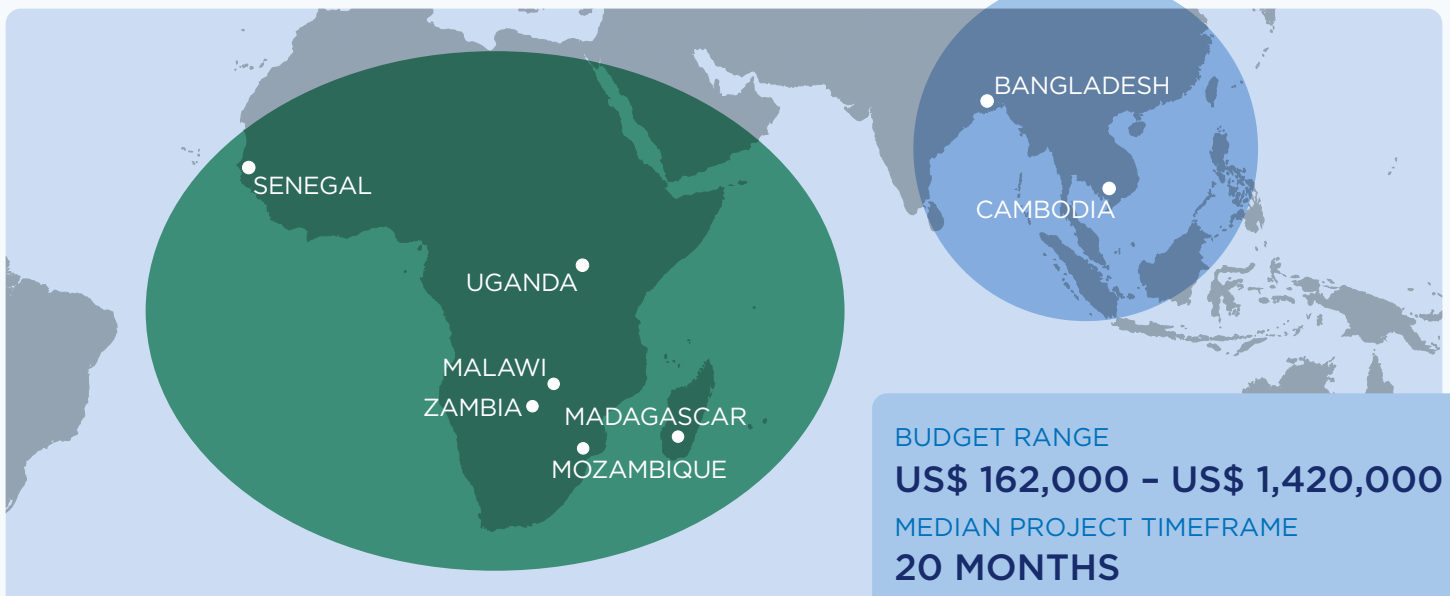 BANGLADESH
SENEGAL
CAMBODIA
UGANDA
MALAWI
ZAMBIA
MADAGASCAR
MOZAMBIQUE
BUDGET RANGE
US$ 162,000 – US$ 1,420,000
MEDIAN PROJECT TIMEFRAME
20 MONTHS